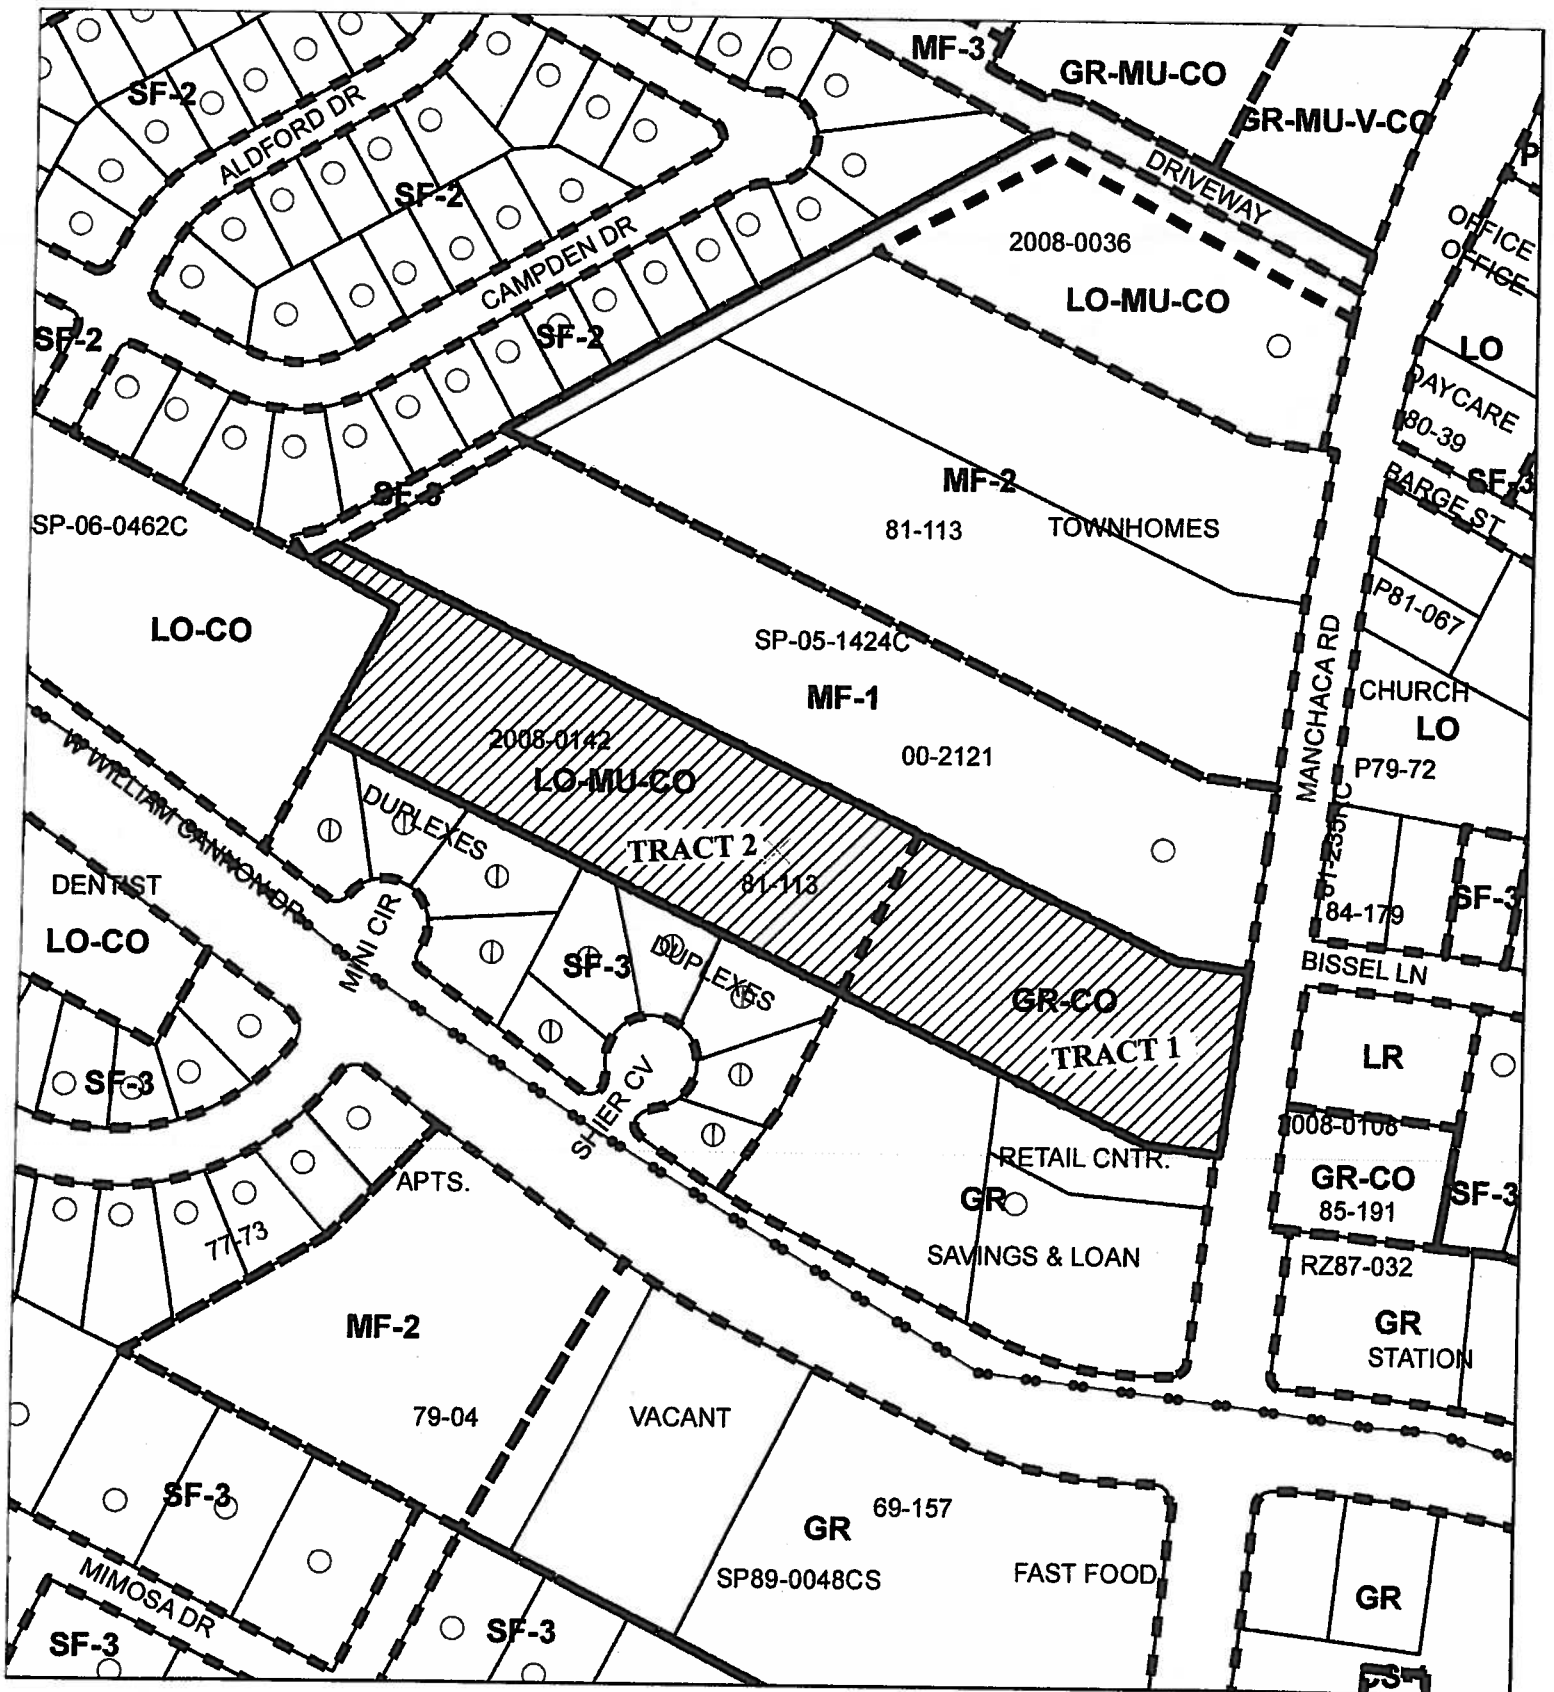 MF-3
GR-MU-CO
SF-2
ALDFORD DR
GR-MU-V-CO
P
DRIVEWAY
SF-2
OFFICE
OFFICE
2008-0036
CAMPDEN DR
LO-MU-CO
SF-2
SF-2
LO
DAYCARE
80-39
MF-2
SF-3
SF-3
BARGE ST
SP-06-0462C
81-113
TOWNHOMES
P81-067
LO-CO
SP-05-1424C
MANCHACA RD
MF-1
CHURCH
LO
2008-0142
00-2121
P79-72
LO-MU-CO
W WILLIAM CANNON DR
DUPLEXES
TRACT 2
81-113
DENTIST
SF-3
84-179
LO-CO
MINI CIR
SF-3
DUPLEXES
BISSEL LN
GR-CO
TRACT 1
LR
SF-3
SHIER CV
008-0106
RETAIL CNTR.
APTS.
GR
GR-CO
SF-3
85-191
77-73
SAVINGS & LOAN
RZ87-032
MF-2
GR
STATION
79-04
VACANT
SF-3
69-157
GR
SP89-0048CS
FAST FOOD
MIMOSA DR
GR
SF-3
SF-3